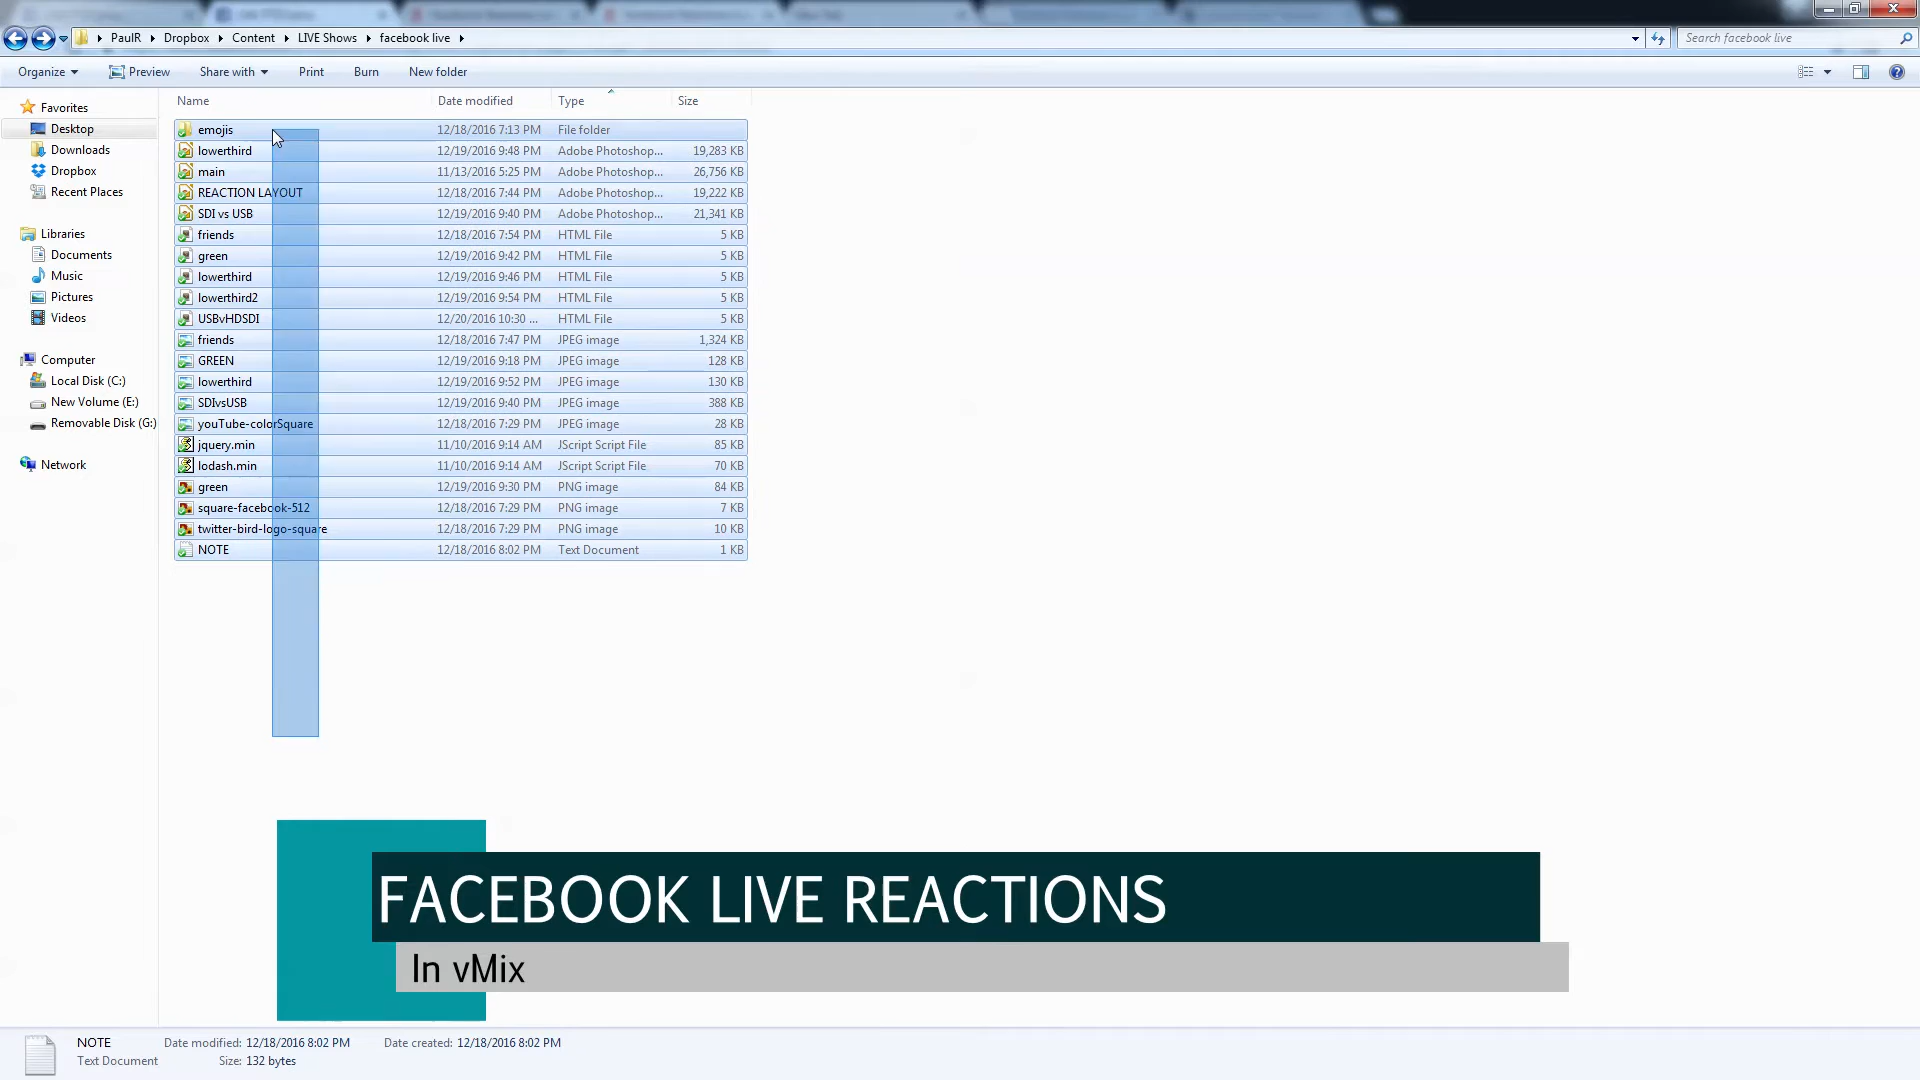 PaulR Dropbox Content LIVE Shows facebook live Search facebook live
Organize Preview Share with Print Burn New folder
Favorites
Desktop
Downloads
Dropbox
Recent Places
Libraries
Documents
Music
Pictures
Videos
Computer
Local Disk (C:)
New Volume (E:)
Removable Disk (G:)
Network
Name Date modified Type Size
emojis 12/18/2016 7:13 PM File folder
lowerthird 12/19/2016 9:48 PM Adobe Photoshop... 19,283 KB
main 11/13/2016 5:25 PM Adobe Photoshop... 26,756 KB
REACTION LAYOUT 12/18/2016 7:44 PM Adobe Photoshop... 19,222 KB
SDI vs USB 12/19/2016 9:40 PM Adobe Photoshop... 21,341 KB
friends 12/18/2016 7:54 PM HTML File 5 KB
green 12/19/2016 9:42 PM HTML File 5 KB
lowerthird 12/19/2016 9:46 PM HTML File 5 KB
lowerthird2 12/19/2016 9:54 PM HTML File 5 KB
USBvHDSDI 12/20/2016 10:30 ... HTML File 5 KB
friends 12/18/2016 7:47 PM JPEG image 1,324 KB
GREEN 12/19/2016 9:18 PM JPEG image 128 KB
lowerthird 12/19/2016 9:52 PM JPEG image 130 KB
SDIvsUSB 12/19/2016 9:40 PM JPEG image 388 KB
youTube-colorSquare 12/18/2016 7:29 PM JPEG image 28 KB
jquery.min 11/10/2016 9:14 AM JScript Script File 85 KB
lodash.min 11/10/2016 9:14 AM JScript Script File 70 KB
green 12/19/2016 9:30 PM PNG image 84 KB
square-facebook-512 12/18/2016 7:29 PM PNG image 7 KB
twitter-bird-logo-square 12/18/2016 7:29 PM PNG image 10 KB
NOTE 12/18/2016 8:02 PM Text Document 1 KB
FACEBOOK LIVE REACTIONS
In vMix
NOTE Date modified: 12/18/2016 8:02 PM Date created: 12/18/2016 8:02 PM
Text Document Size: 132 bytes